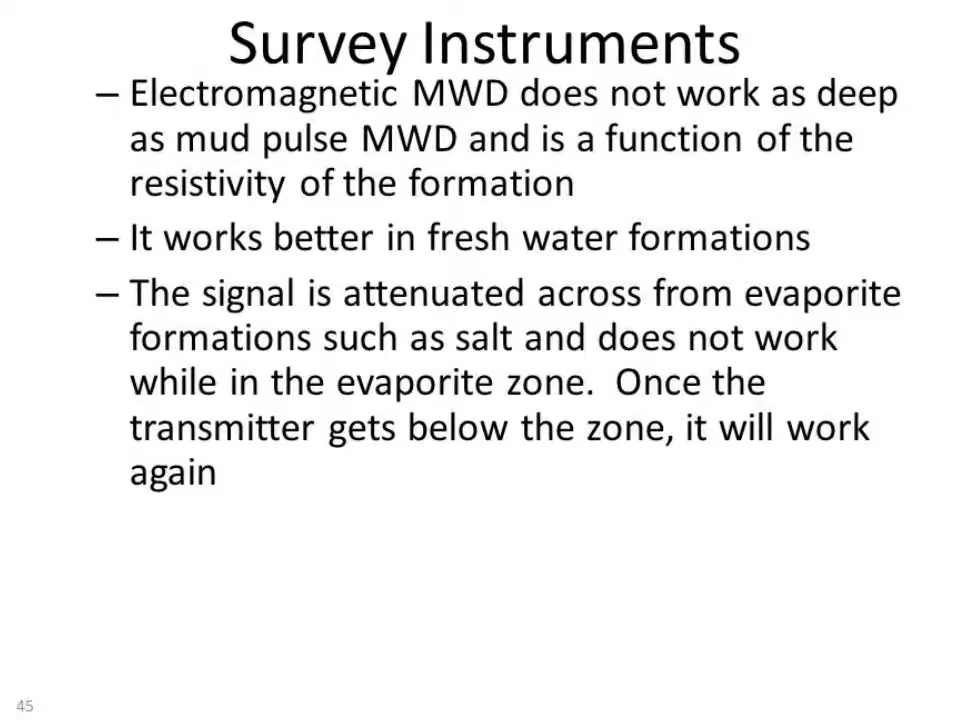 Survey Instruments
– Electromagnetic MWD does not work as deep
as mud pulse MWD and is a function of the
resistivity of the formation
– It works better in fresh water formations
– The signal is attenuated across from evaporite
formations such as salt and does not work
while in the evaporite zone.  Once the
transmitter gets below the zone, it will work
again
45